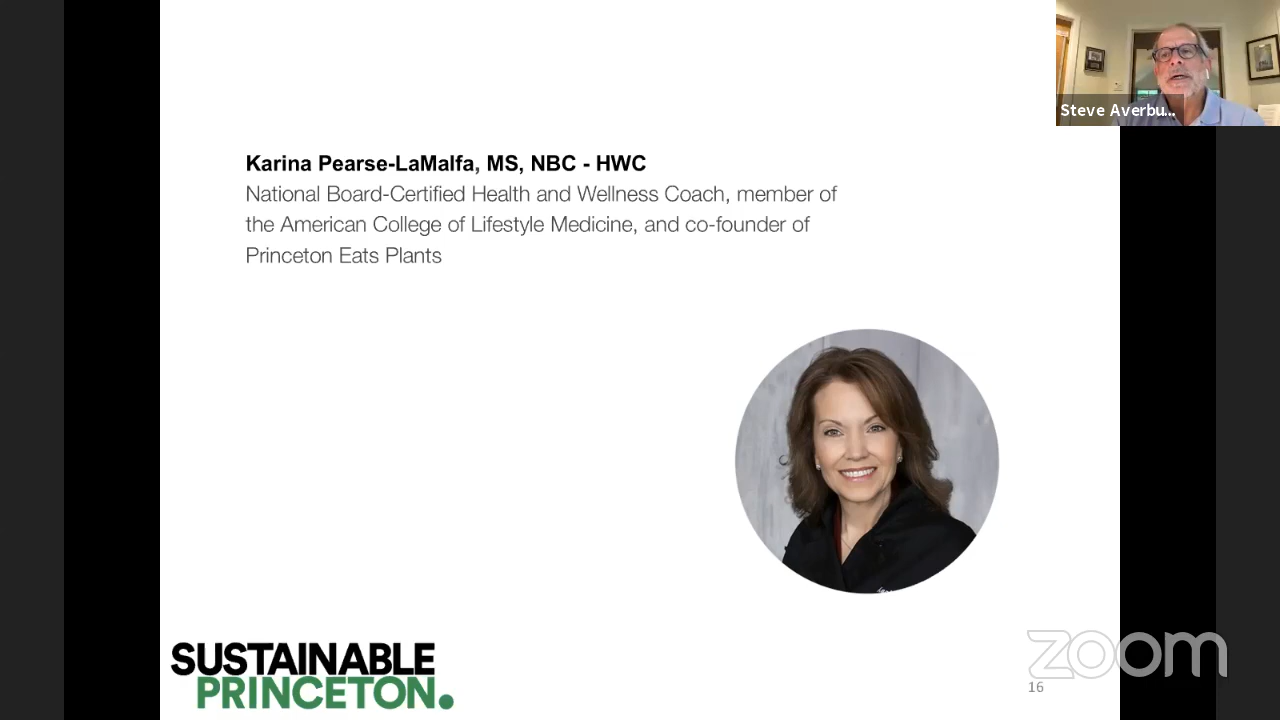 Steve Averbu...
Karina Pearse-LaMalfa, MS, NBC - HWC
National Board-Certified Health and Wellness Coach, member of
the American College of Lifestyle Medicine, and co-founder of
Princeton Eats Plants
SUSTAINABLE
PRINCETON.
zoom
16